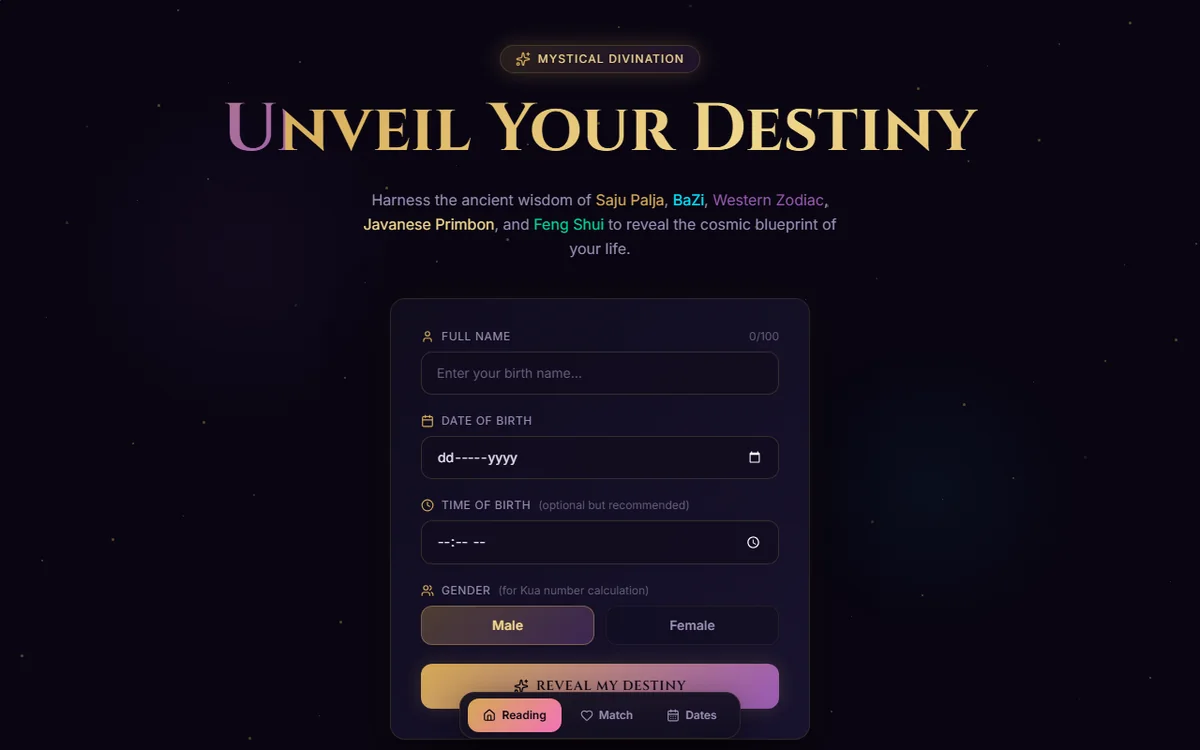 MYSTICAL DIVINATION
Unveil Your Destiny
Harness the ancient wisdom of Saju Palja, BaZi, Western Zodiac,
Javanese Primbon, and Feng Shui to reveal the cosmic blueprint of
your life.
FULL NAME 0/100
Enter your birth name...
DATE OF BIRTH
dd-----yyyy
TIME OF BIRTH (optional but recommended)
--:-- --
GENDER (for Kua number calculation)
Male Female
REVEAL MY DESTINY
Reading Match Dates